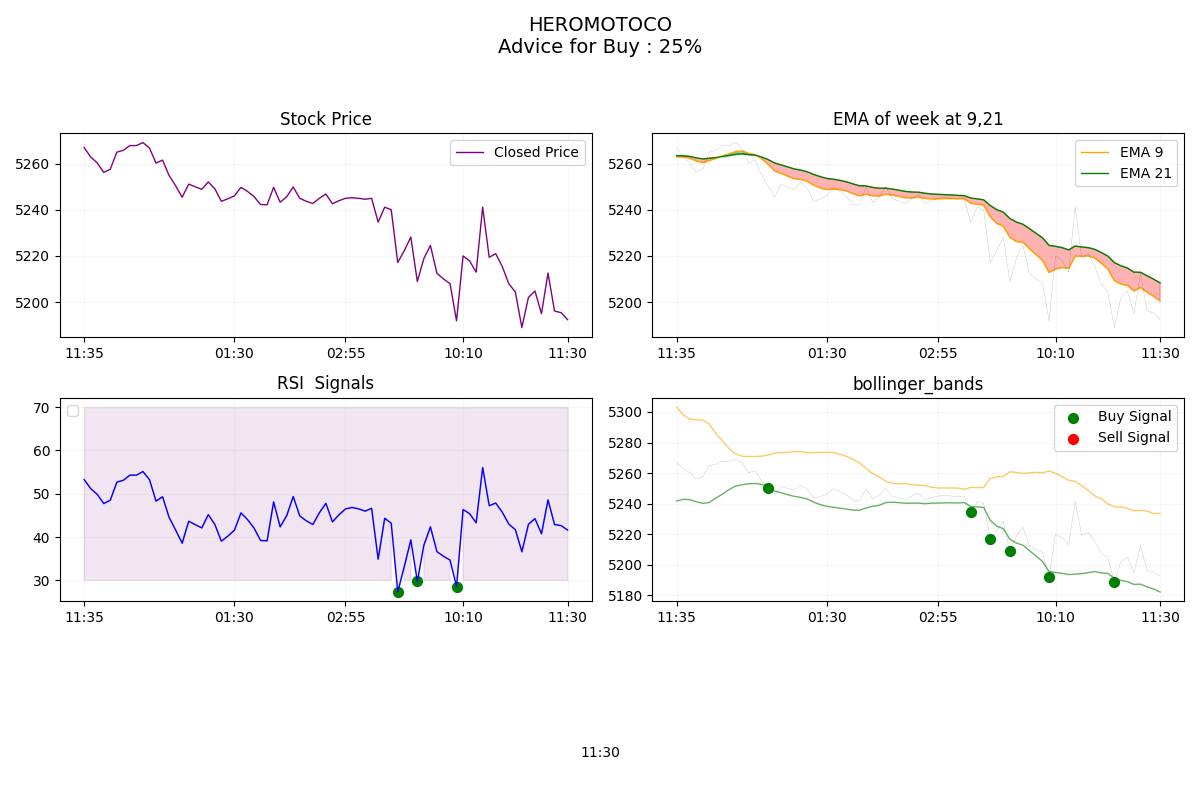 HEROMOTOCO
Advice for Buy : 25%
Stock Price
Closed Price
5260
5240
5220
5200
11:35 01:30 02:55 10:10 11:30
EMA of week at 9,21
EMA 9
EMA 21
5260
5240
5220
5200
11:35 01:30 02:55 10:10 11:30
RSI  Signals
70
60
50
40
30
11:35 01:30 02:55 10:10 11:30
bollinger_bands
Buy Signal
Sell Signal
5300
5280
5260
5240
5220
5200
5180
11:35 01:30 02:55 10:10 11:30
11:30